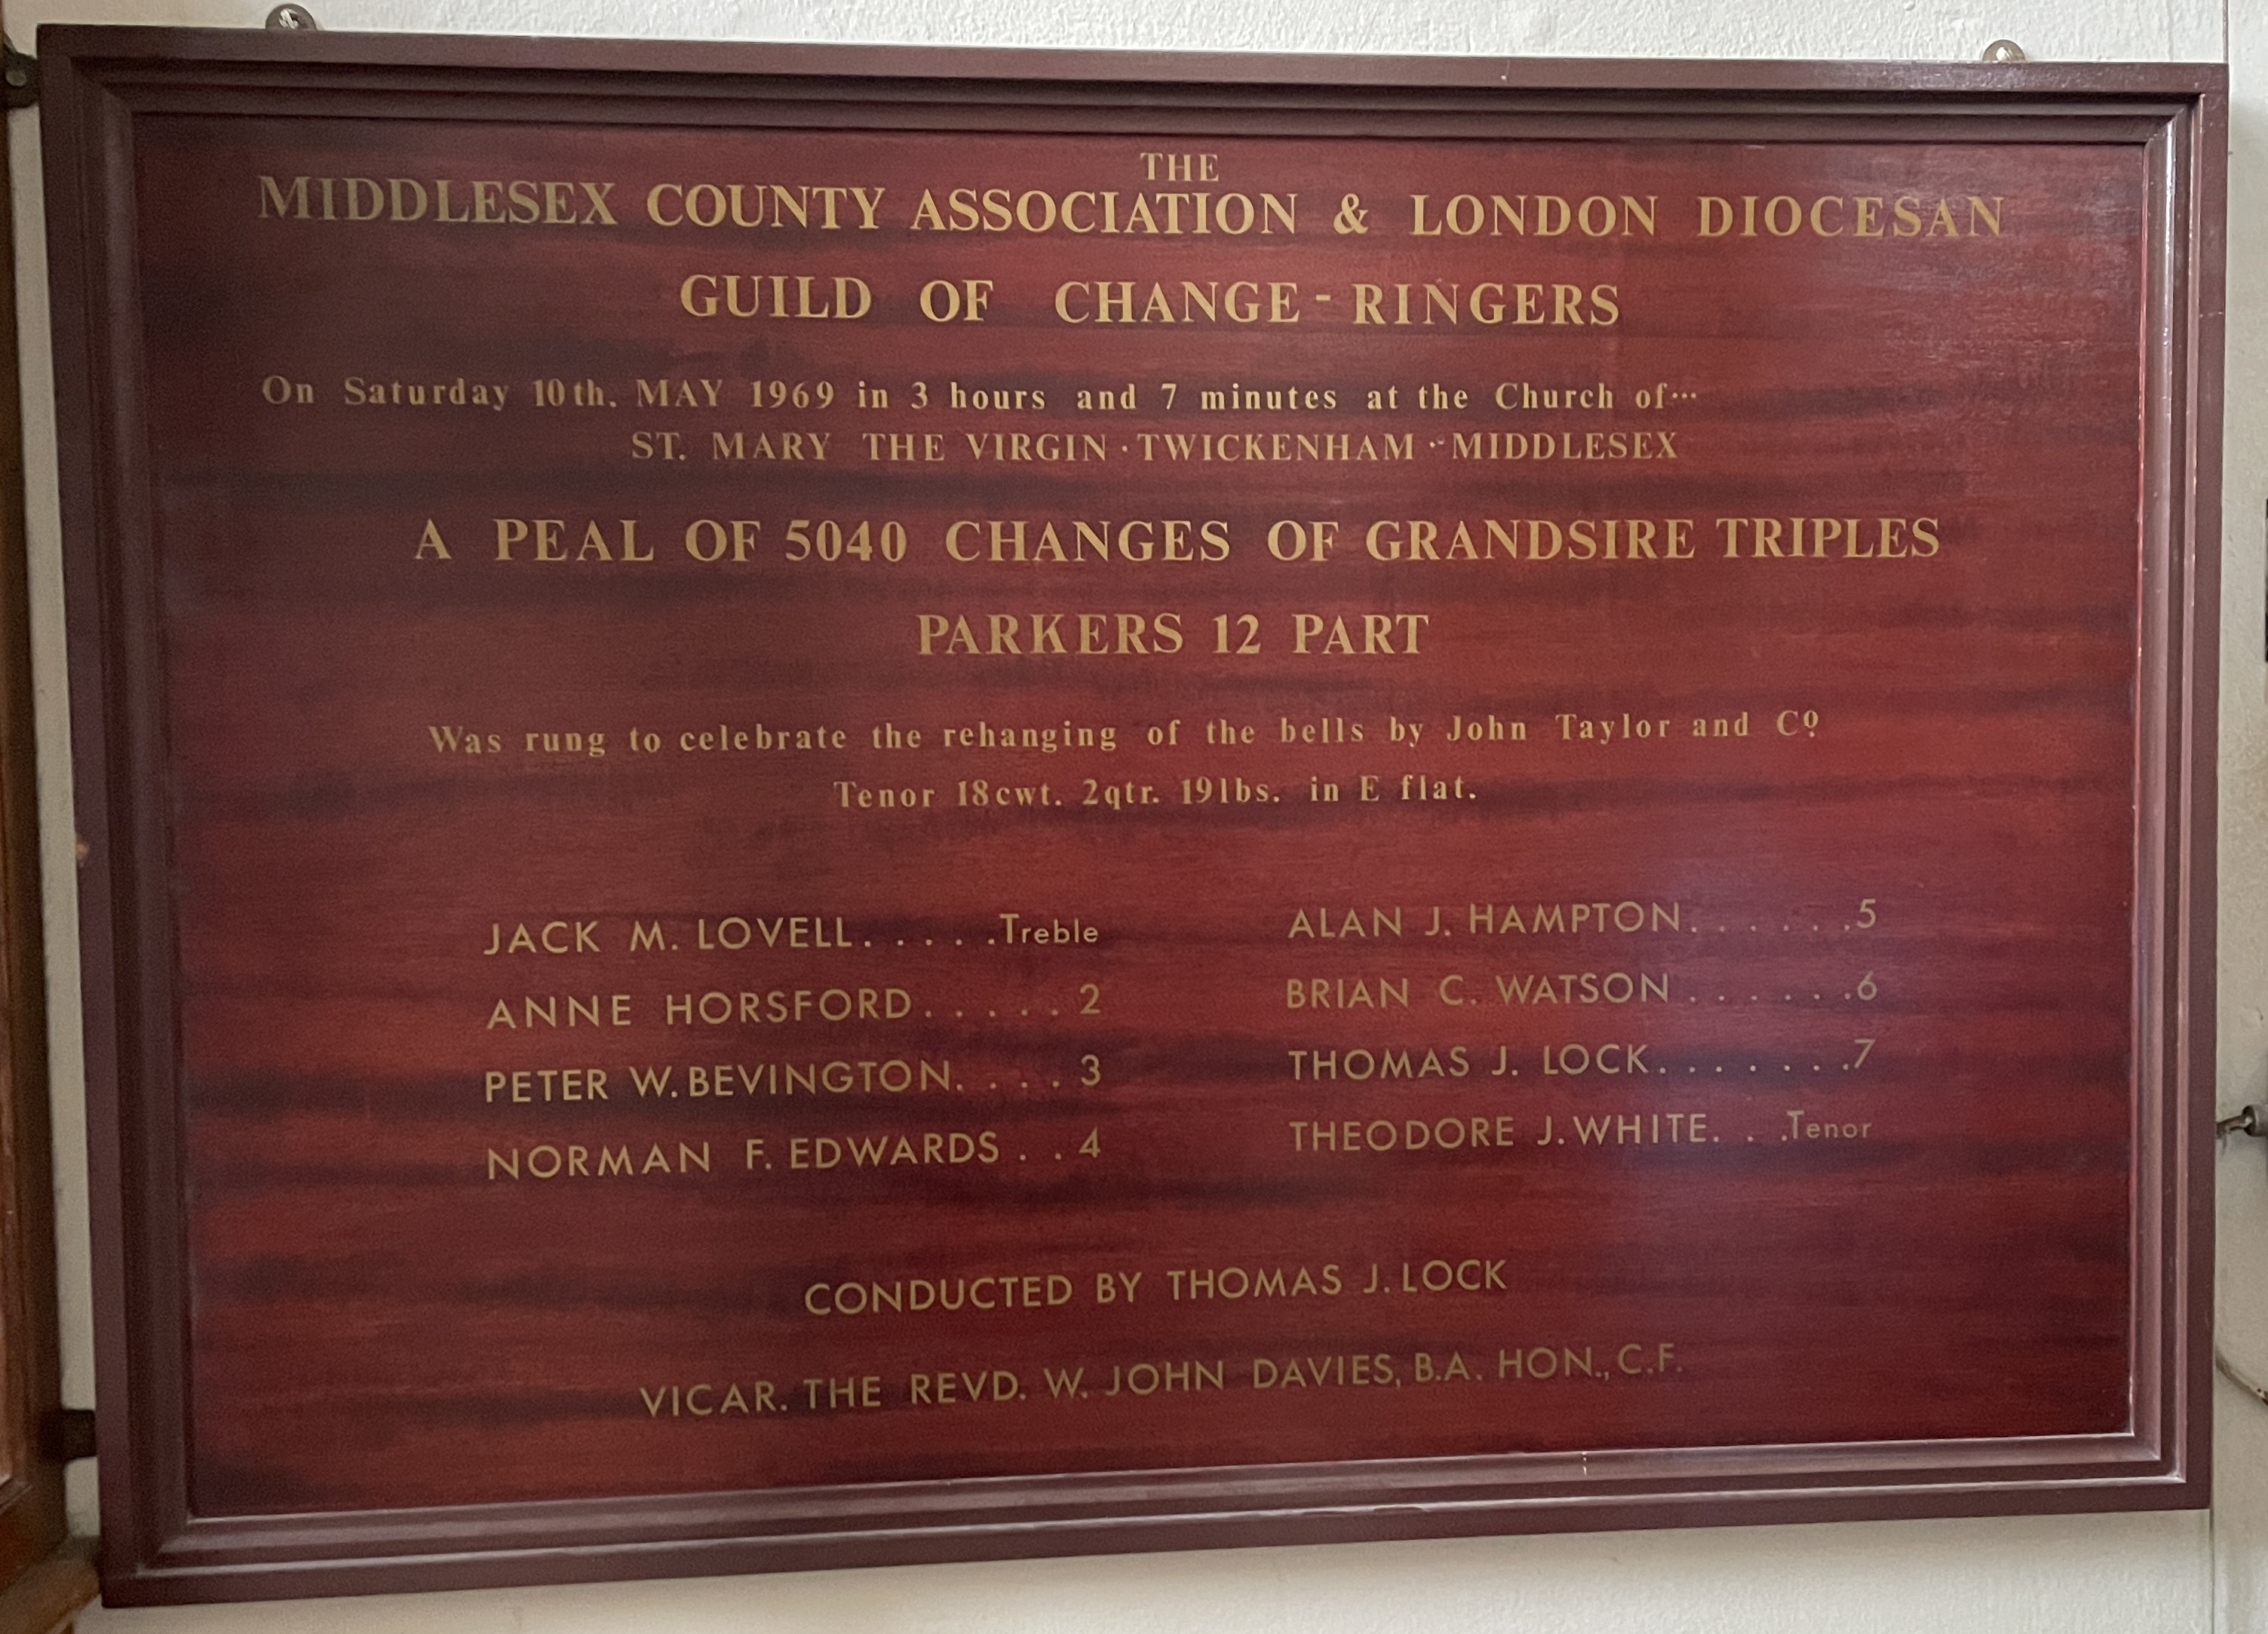 THE
MIDDLESEX COUNTY ASSOCIATION & LONDON DIOCESAN
GUILD OF CHANGE-RINGERS
On Saturday 10th. MAY 1969 in 3 hours and 7 minutes at the Church of...
ST. MARY THE VIRGIN · TWICKENHAM · MIDDLESEX
A PEAL OF 5040 CHANGES OF GRANDSIRE TRIPLES
PARKERS 12 PART
Was rung to celebrate the rehanging of the bells by John Taylor and Cº
Tenor 18cwt. 2qtr. 19lbs. in E flat.
JACK M. LOVELL. . . . . .Treble
ANNE HORSFORD. . . . . 2
PETER W. BEVINGTON. . . . 3
NORMAN F. EDWARDS . . 4
ALAN J. HAMPTON. . . . . . .5
BRIAN C. WATSON . . . . . .6
THOMAS J. LOCK. . . . . . . .7
THEODORE J. WHITE. . .Tenor
CONDUCTED BY THOMAS J. LOCK
VICAR. THE REVD. W. JOHN DAVIES, B.A. HON., C.F.